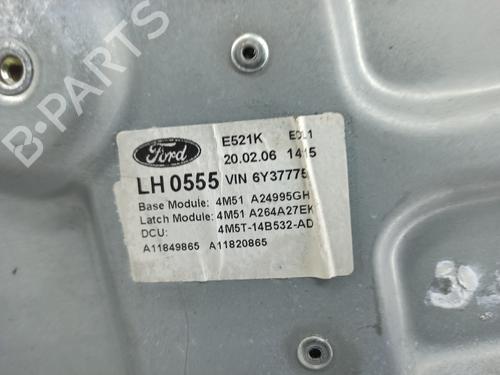 B-PARTS
Ford
E521K
20.02.06 1415
LH 0555 VIN 6Y37775
Base Module: 4M51 A24995GH
Latch Module: 4M51 A264A27EK
DCU: 4M5T-14B532-AD
A11849865 A11820865